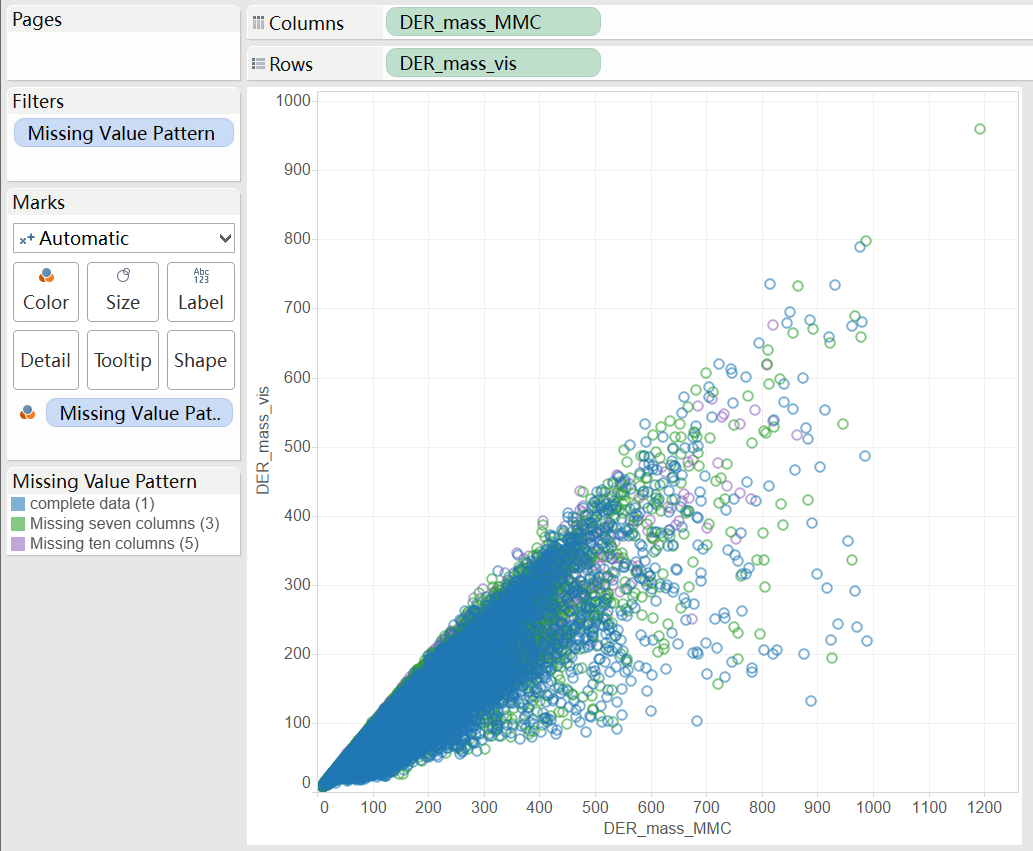 Pages
Filters
Missing Value Pattern
Marks
Automatic
Color
Size
Abc
123
Label
Detail
Tooltip
Shape
Missing Value Pat..
Missing Value Pattern
complete data (1)
Missing seven columns (3)
Missing ten columns (5)
Columns
DER_mass_MMC
Rows
DER_mass_vis
1000
900
800
700
600
500
400
300
200
100
0
DER_mass_vis
0 100 200 300 400 500 600 700 800 900 1000 1100 1200
DER_mass_MMC